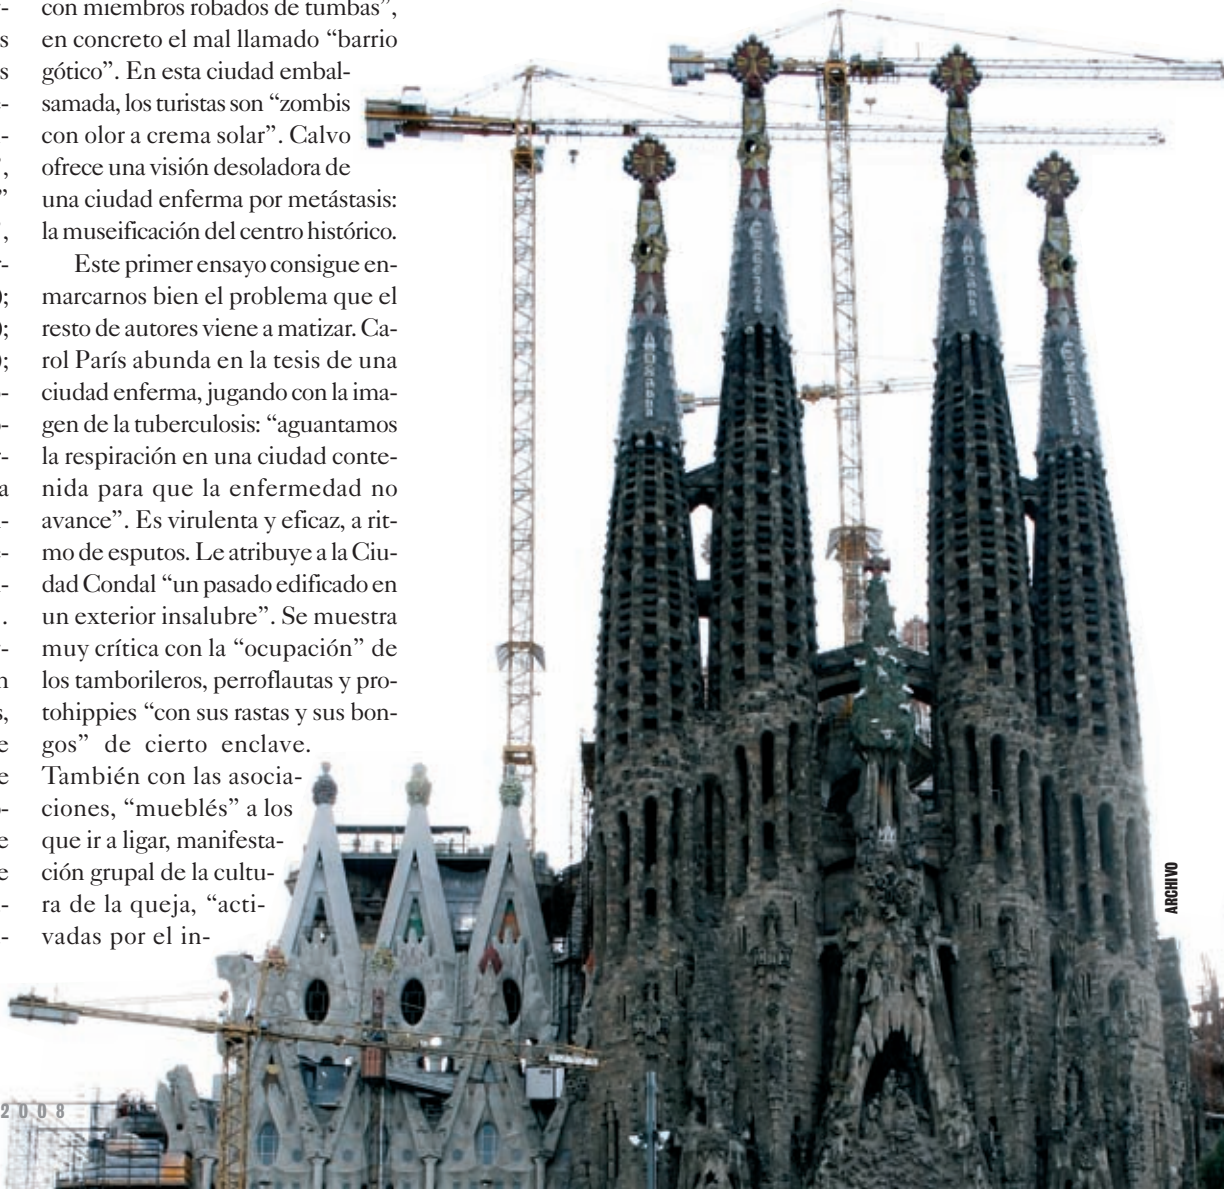 con miembros robados de tumbas”,
en concreto el mal llamado “barrio
gótico”. En esta ciudad embal-
samada, los turistas son “zombis
con olor a crema solar”. Calvo
ofrece una visión desoladora de
una ciudad enferma por metástasis:
la museificación del centro histórico.
Este primer ensayo consigue en-
marcarnos bien el problema que el
resto de autores viene a matizar. Ca-
rol París abunda en la tesis de una
ciudad enferma, jugando con la ima-
gen de la tuberculosis: “aguantamos
la respiración en una ciudad conte-
nida para que la enfermedad no
avance”. Es virulenta y eficaz, a rit-
mo de esputos. Le atribuye a la Ciu-
dad Condal “un pasado edificado en
un exterior insalubre”. Se muestra
muy crítica con la “ocupación” de
los tamborileros, perroflautas y pro-
tohippies “con sus rastas y sus bon-
gos” de cierto enclave.
También con las asocia-
ciones, “mueblés” a los
que ir a ligar, manifesta-
ción grupal de la cultu-
ra de la queja, “acti-
vadas por el in-
ARCHIVO
2008